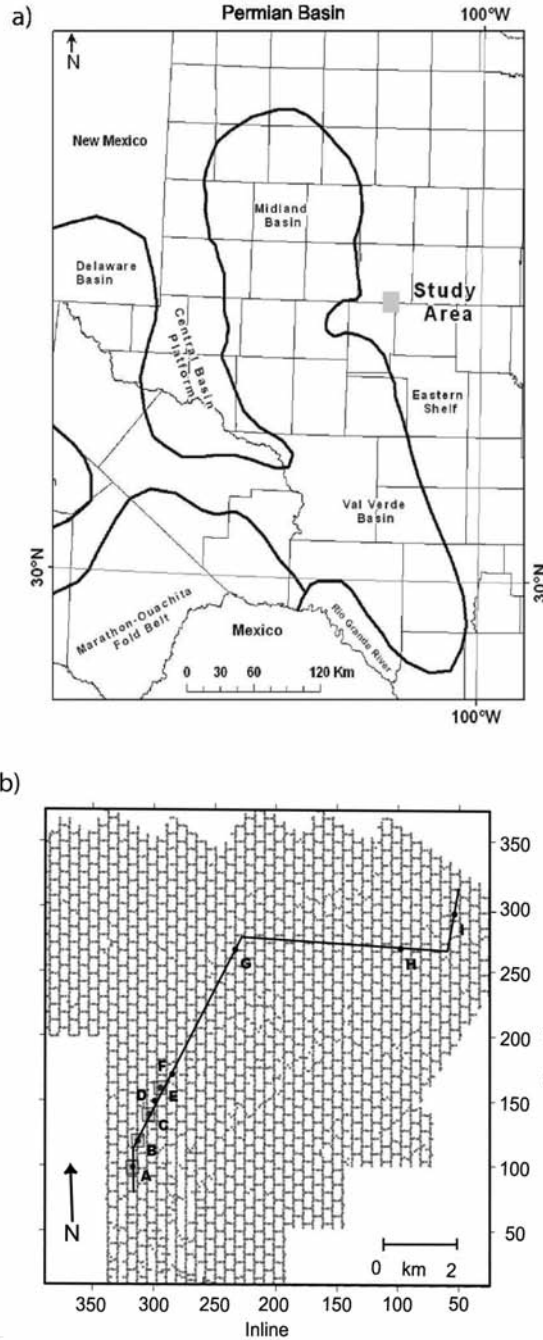 a)
Permian Basin
100°W
N
New Mexico
Midland
Basin
Delaware
Basin
Study
Area
Central Basin
Platform
Eastern
Shelf
Val Verde
Basin
30°N
30°N
Marathon-Ouachita
Fold Belt
Mexico
Rio Grande River
0 30 60 120 Km
100°W
b)
350
300
I
G
H
250
200
F
D
E
150
C
B
A
100
N
50
0 km 2
350 300 250 200 150 100 50
Inline